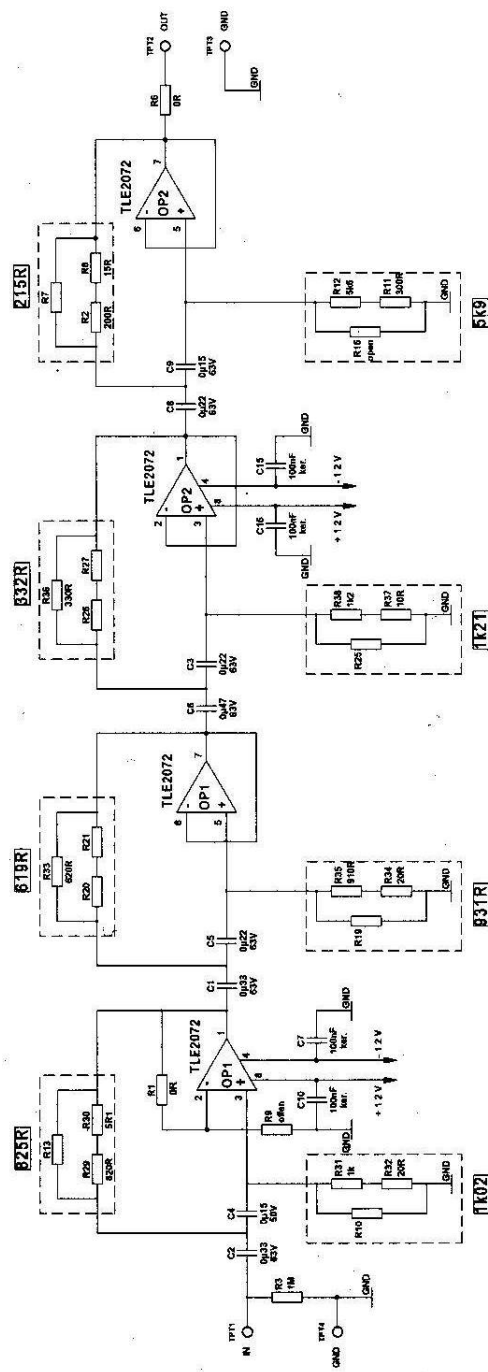 825R
R13
R29
820R
R30
5R1
R1
0R
TLE2072
OP1
2
3
1
4
8
-
+
TPT1
IN
C2
0µ33
63V
C4
0µ15
50V
R3
1M
TPT4
GND
GND
R9
offen
C10
100nF
ker.
GND
+12V
C7
100nF
ker.
GND
-12V
R31
1k
R32
20R
R10
GND
1k02
619R
R33
620R
R20
R21
TLE2072
OP1
6
5
7
-
+
C1
0µ33
63V
C5
0µ22
63V
R35
910R
R34
20R
R19
GND
931R
332R
R36
330R
R27
TLE2072
OP2
2
3
1
4
8
-
+
C6
0µ47
63V
C3
0µ22
63V
C15
100nF
ker.
GND
-12V
C16
100nF
ker.
GND
+12V
R38
1k2
R37
10R
R25
GND
1k21
215R
R7
R2
200R
R8
15R
TLE2072
OP2
6
5
7
-
+
C8
0µ22
63V
C9
0µ15
63V
R12
5k6
R11
300R
R16
open
GND
5k9
R6
0R
TPT2
OUT
TPT3
GND
GND